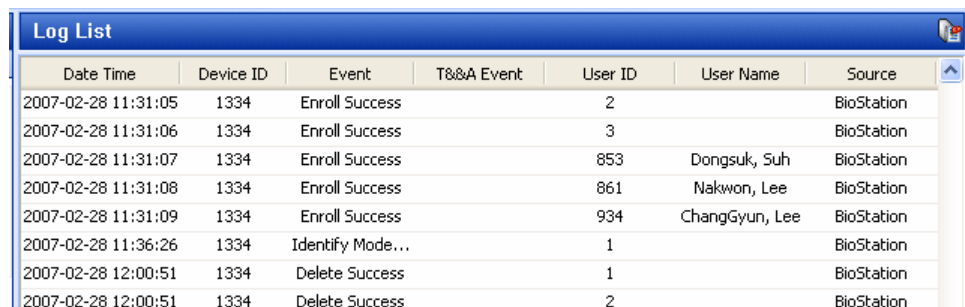 Log List
Date Time Device ID Event T&&A Event User ID User Name Source
2007-02-28 11:31:05 1334 Enroll Success 2 BioStation
2007-02-28 11:31:06 1334 Enroll Success 3 BioStation
2007-02-28 11:31:07 1334 Enroll Success 853 Dongsuk, Suh BioStation
2007-02-28 11:31:08 1334 Enroll Success 861 Nakwon, Lee BioStation
2007-02-28 11:31:09 1334 Enroll Success 934 ChangGyun, Lee BioStation
2007-02-28 11:36:26 1334 Identify Mode... 1 BioStation
2007-02-28 12:00:51 1334 Delete Success 1 BioStation
2007-02-28 12:00:51 1334 Delete Success 2 BioStation